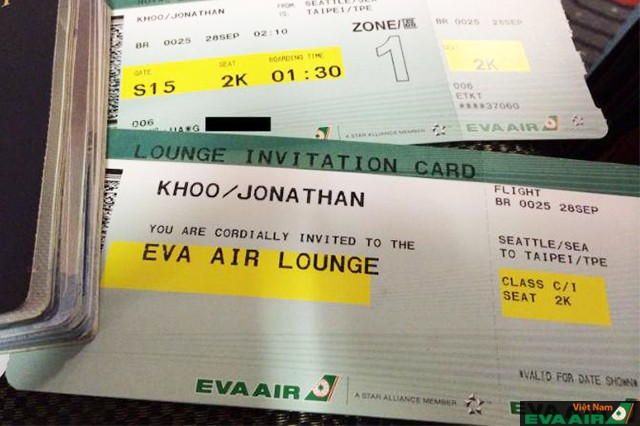 KHOO/JONATHAN
FROM SEATTLE/SEA
TO TAIPEI/TPE
BR 0025 28SEP 02:10
ZONE/區
1
GATE SEAT BOARDING TIME
S15 2K 01:30
2K
006
ETKT
****37060
006
A STAR ALLIANCE MEMBER
EVA AIR
LOUNGE INVITATION CARD
KHOO/JONATHAN
YOU ARE CORDIALLY INVITED TO THE
EVA AIR LOUNGE
FLIGHT
BR 0025 28SEP
SEATTLE/SEA
TO TAIPEI/TPE
CLASS C/I
SEAT 2K
*VALID FOR DATE SHOWN*
EVA AIR
A STAR ALLIANCE MEMBER
Việt Nam
EVA AIR